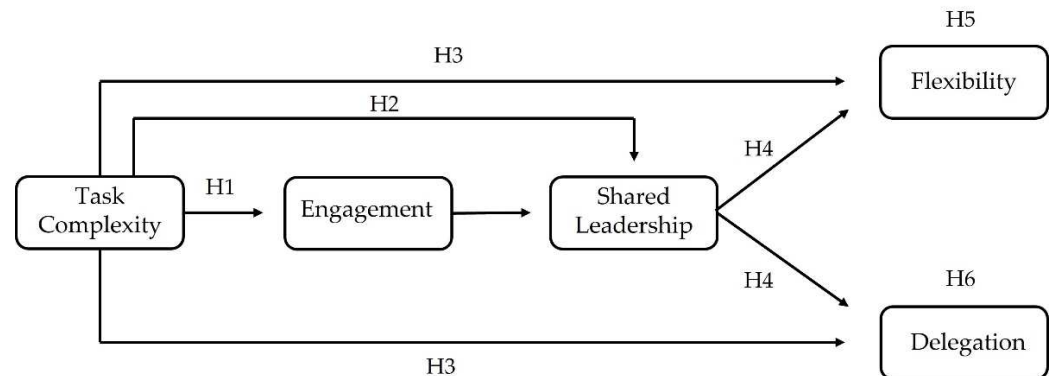 H5
H3
Flexibility
H2
H4
H1
Task
Complexity
Engagement
Shared
Leadership
H4
H6
Delegation
H3